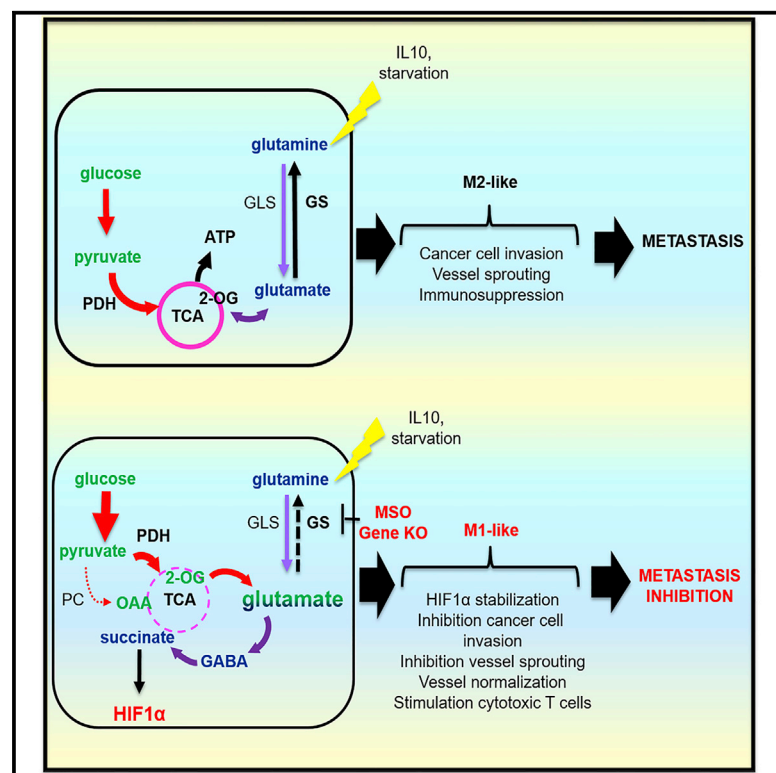 IL10,
starvation
glutamine
glucose
GLS
GS
M2-like
ATP
pyruvate
Cancer cell invasion
METASTASIS
Vessel sprouting
PDH
2-OG
glutamate
Immunosuppression
TCA
IL10,
starvation
glucose
glutamine
MSO
PDH
GLS
GS
Gene KO
M1-like
pyruvate
2-OG
METASTASIS
INHIBITION
PC
OAA
TCA
glutamate
HIF1α stabilization
Inhibition cancer cell
invasion
succinate
GABA
Inhibition vessel sprouting
Vessel normalization
Stimulation cytotoxic T cells
HIF1α